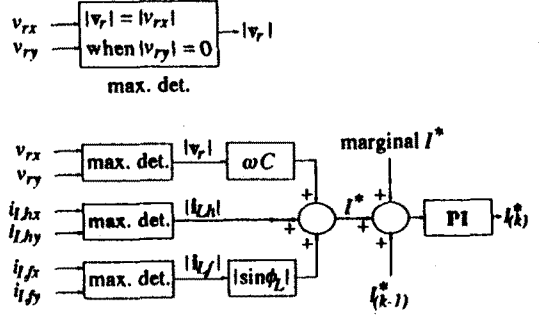 v_rx
v_ry
|v_r| = |v_rx|
when |v_ry| = 0
|v_r|
max. det.
marginal I*
v_rx
v_ry
max. det.
|v_r|
ωC
+
+
i_Lhx
i_Lhy
max. det.
|i_Lh|
+
I*
+
PI
I*_(k)
+
+
i_Lfx
i_Lfy
max. det.
|i_Lf|
|sinφ_L|
I*_(k-1)